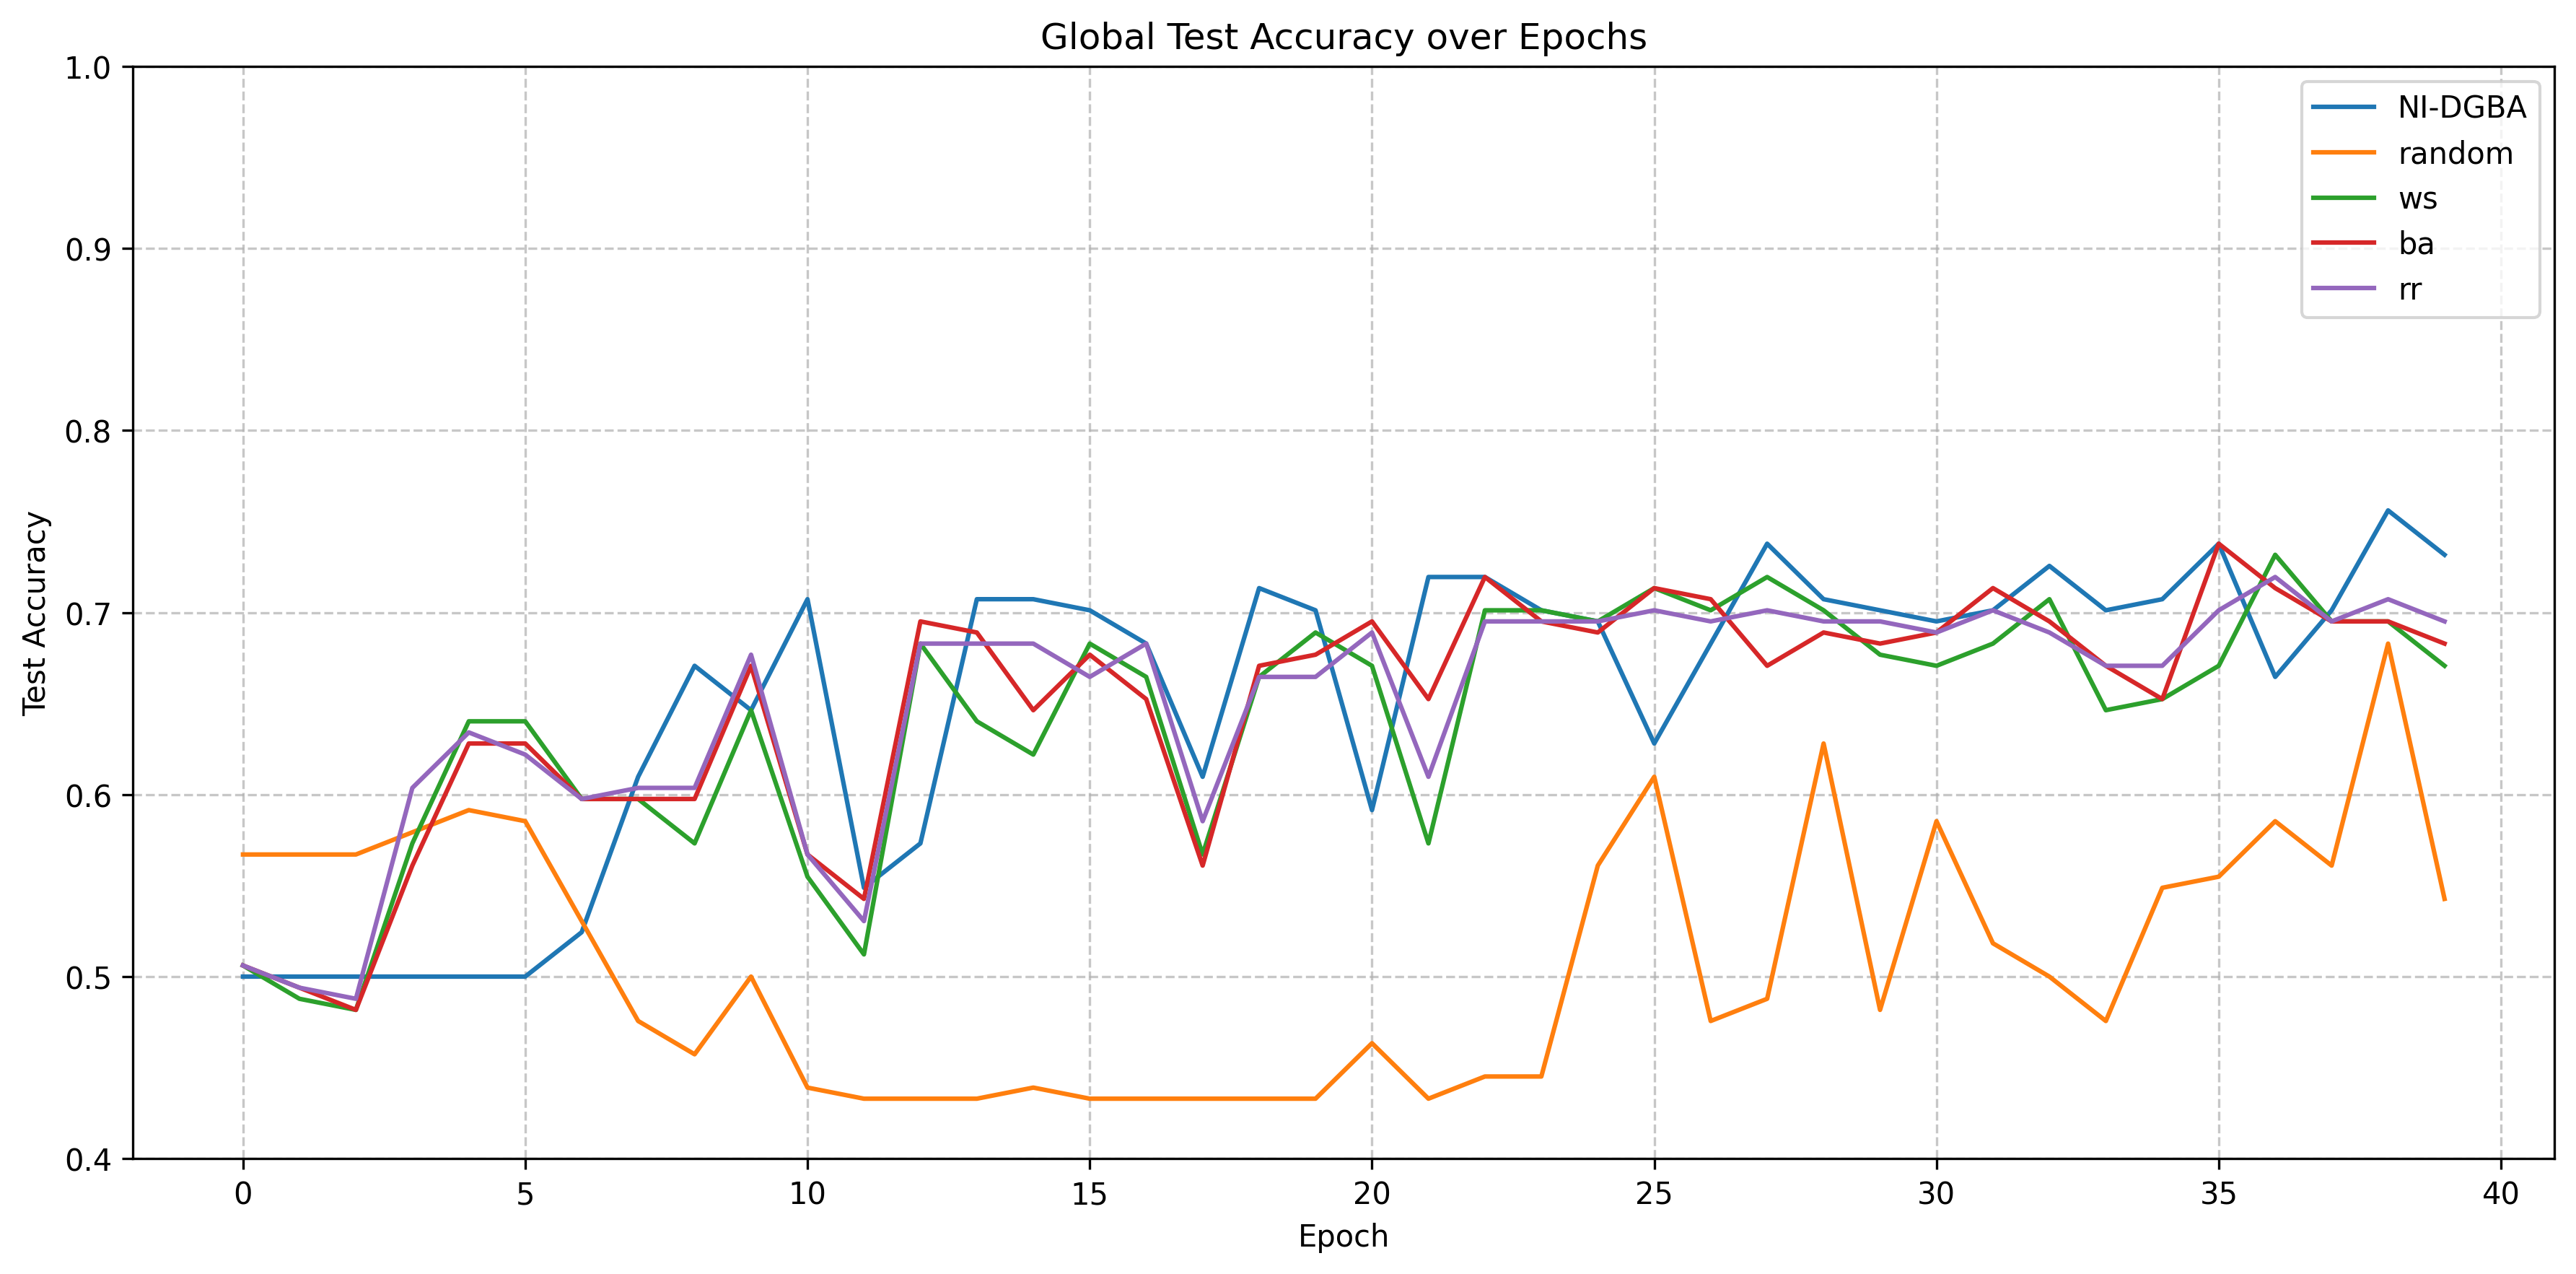 Global Test Accuracy over Epochs
1.0
0.9
0.8
0.7
0.6
0.5
0.4
Test Accuracy
NI-DGBA
random
ws
ba
rr
0 5 10 15 20 25 30 35 40
Epoch